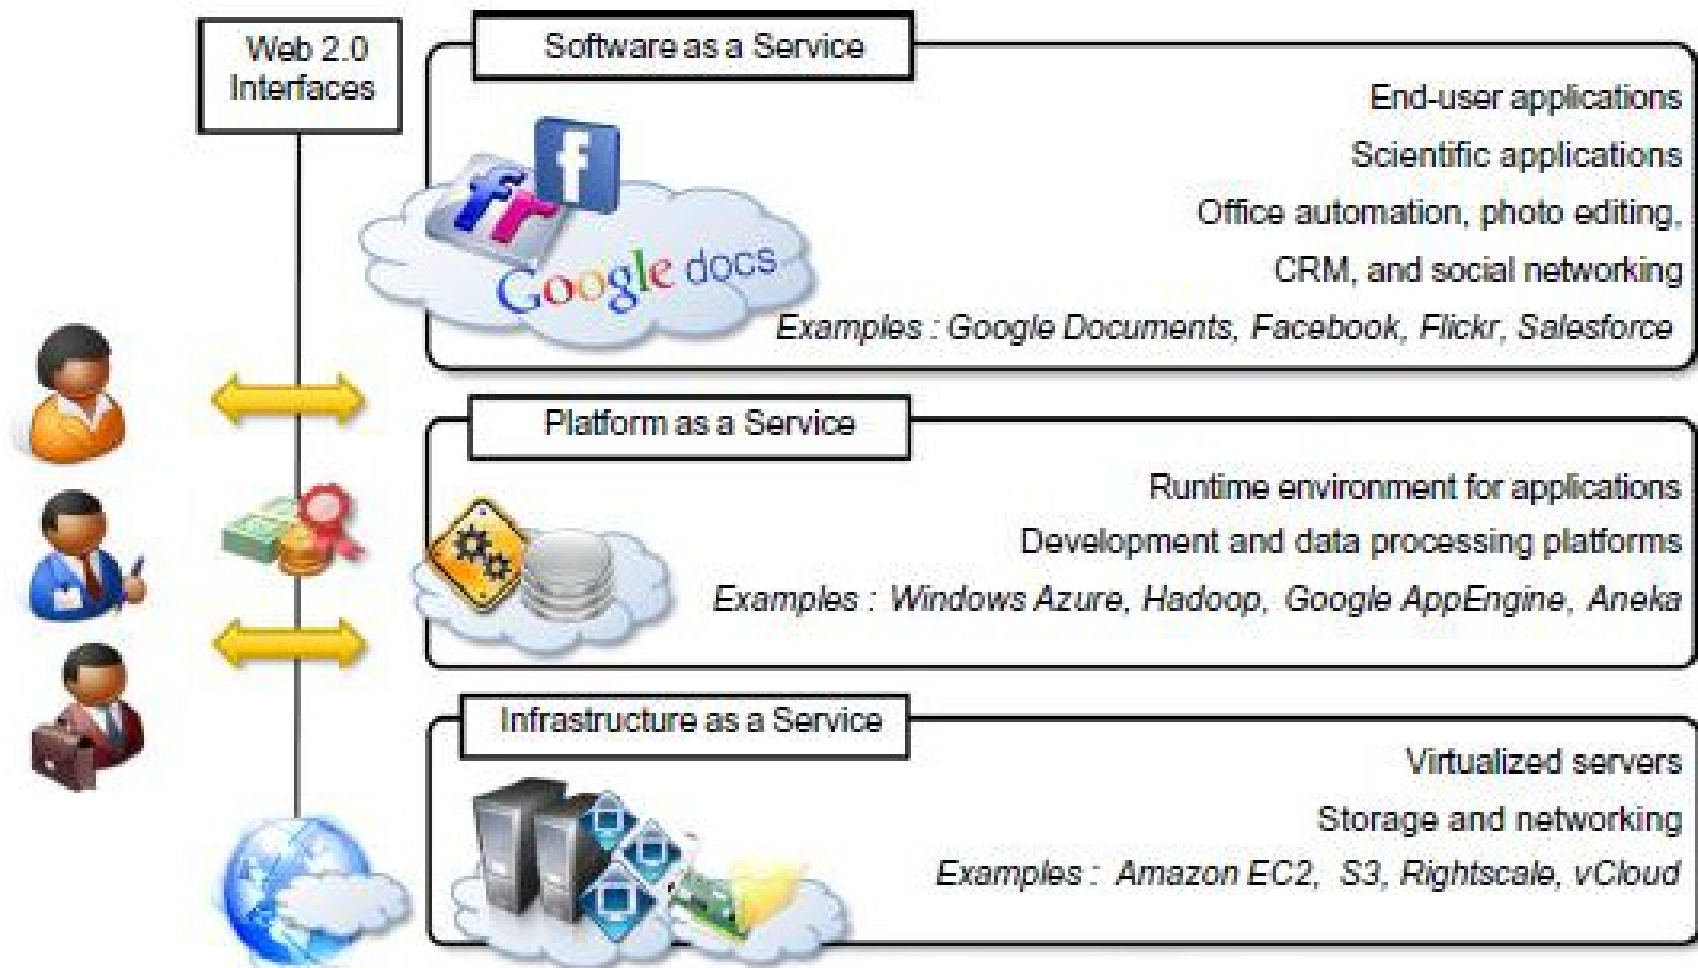 Web 2.0
Interfaces
Software as a Service
End-user applications
Scientific applications
Office automation, photo editing,
CRM, and social networking
Examples : Google Documents, Facebook, Flickr, Salesforce
f
fr
Google docs
Platform as a Service
Runtime environment for applications
Development and data processing platforms
Examples : Windows Azure, Hadoop, Google AppEngine, Aneka
Infrastructure as a Service
Virtualized servers
Storage and networking
Examples : Amazon EC2, S3, Rightscale, vCloud